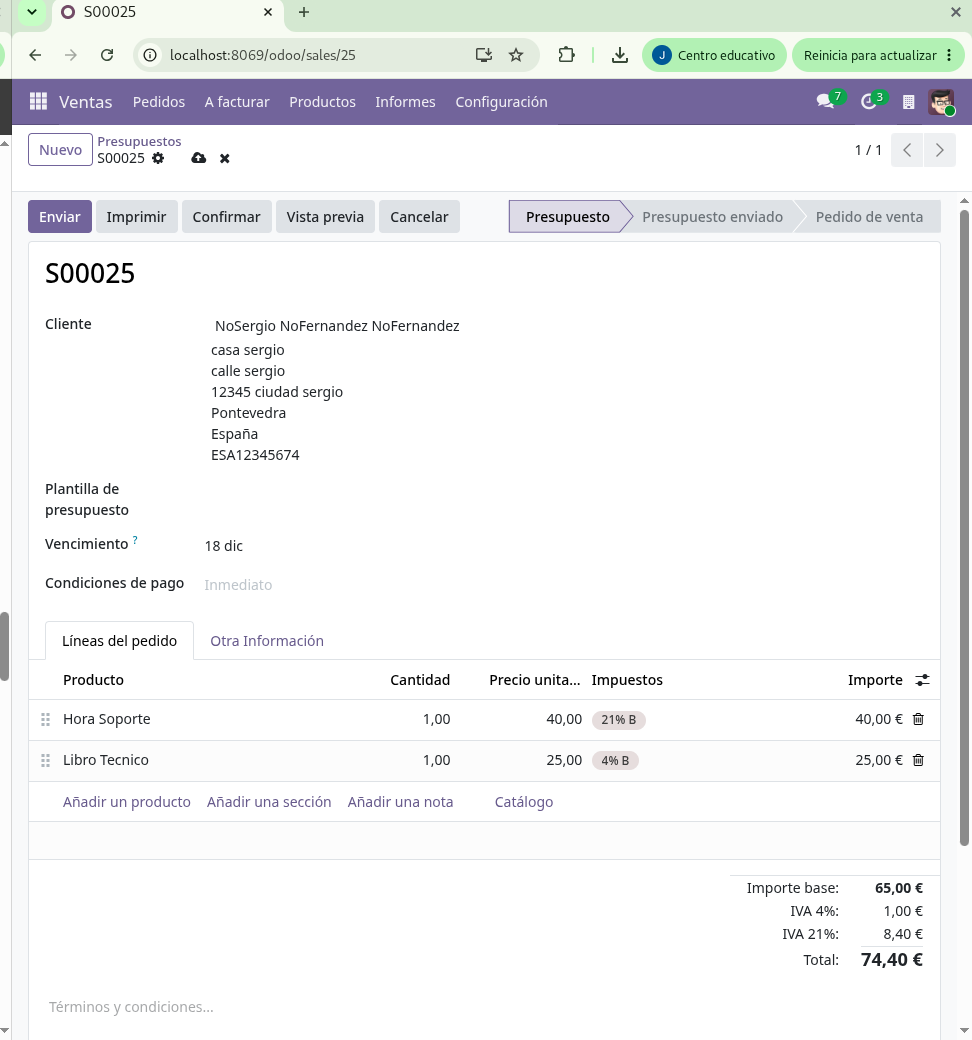 S00025
localhost:8069/odoo/sales/25
J Centro educativo
Reinicia para actualizar
Ventas Pedidos A facturar Productos Informes Configuración 7 3
Nuevo
Presupuestos
S00025
1 / 1
Enviar Imprimir Confirmar Vista previa Cancelar Presupuesto Presupuesto enviado Pedido de venta
S00025
Cliente NoSergio NoFernandez NoFernandez
casa sergio
calle sergio
12345 ciudad sergio
Pontevedra
España
ESA12345674
Plantilla de
presupuesto
Vencimiento ? 18 dic
Condiciones de pago Inmediato
Líneas del pedido Otra Información
Producto Cantidad Precio unita... Impuestos Importe
Hora Soporte 1,00 40,00 21% B 40,00 €
Libro Tecnico 1,00 25,00 4% B 25,00 €
Añadir un producto Añadir una sección Añadir una nota Catálogo
Importe base: 65,00 €
IVA 4%: 1,00 €
IVA 21%: 8,40 €
Total: 74,40 €
Términos y condiciones...